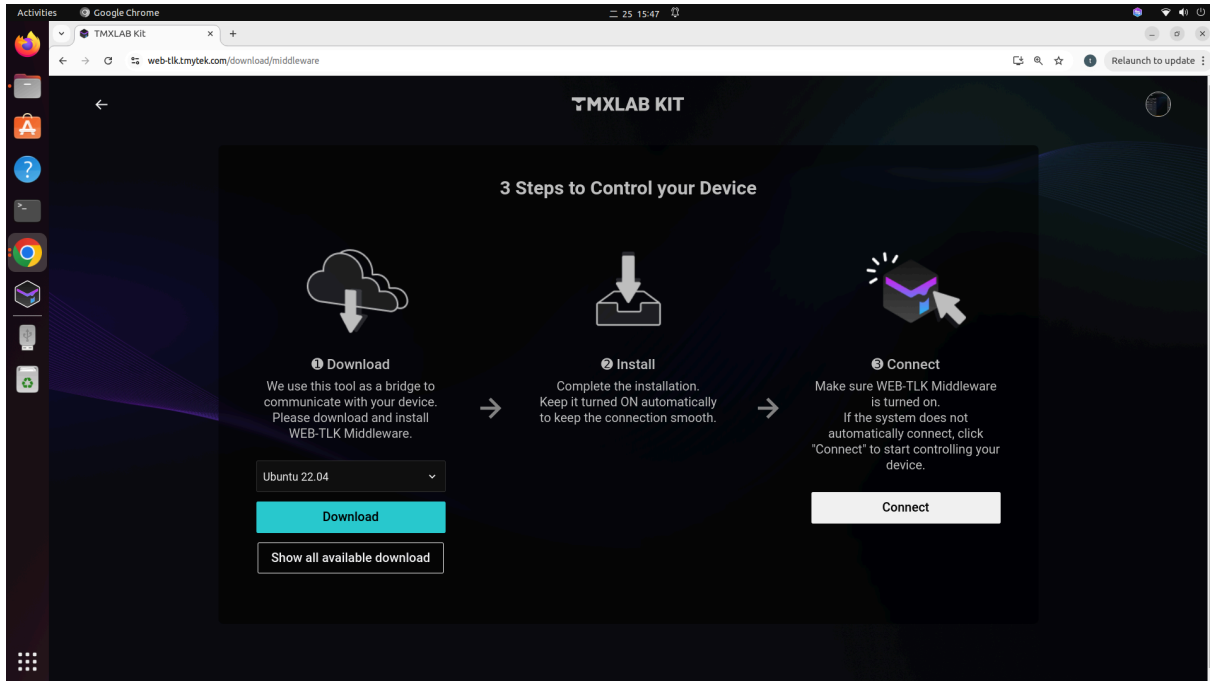 Activities
Google Chrome
二 25 15:47
TMXLAB Kit
web-tlk.tmytek.com/download/middleware
Relaunch to update
TMXLAB KIT
3 Steps to Control your Device
❶ Download
We use this tool as a bridge to
communicate with your device.
Please download and install
WEB-TLK Middleware.
Ubuntu 22.04
Download
Show all available download
❷ Install
Complete the installation.
Keep it turned ON automatically
to keep the connection smooth.
❸ Connect
Make sure WEB-TLK Middleware
is turned on.
If the system does not
automatically connect, click
"Connect" to start controlling your
device.
Connect